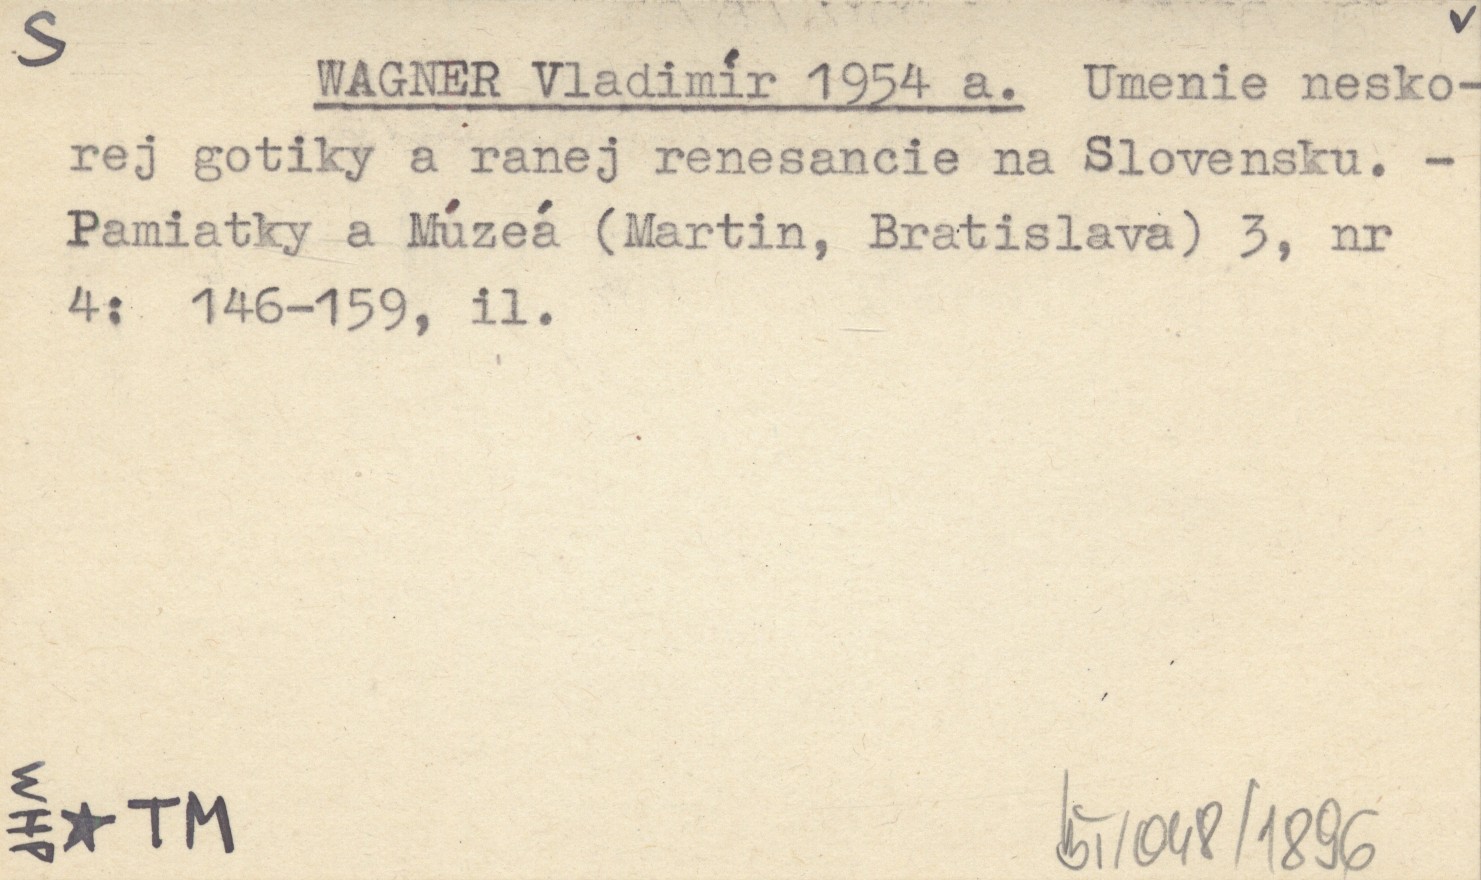 S
v
WAGNER Vladimír 1954 a. Umenie nesko-
rej gotiky a ranej renesancie na Slovensku. -
Pamiatky a Múzeá (Martin, Bratislava) 3, nr
4: 146-159, il.
WHP
★ TM
/048/1896